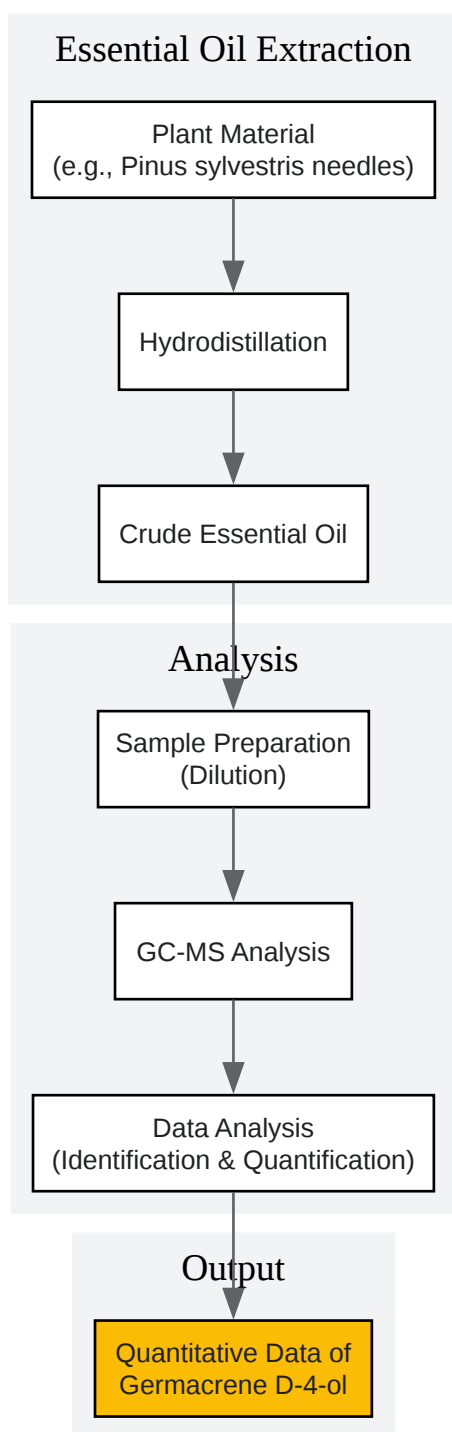 Essential Oil Extraction
Plant Material
(e.g., Pinus sylvestris needles)
Hydrodistillation
Crude Essential Oil
Analysis
Sample Preparation
(Dilution)
GC-MS Analysis
Data Analysis
(Identification & Quantification)
Output
Quantitative Data of
Germacrene D-4-ol